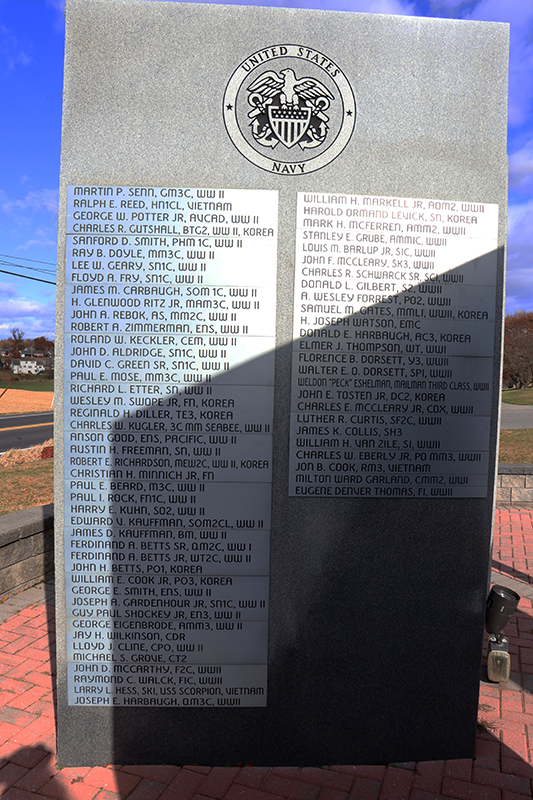 UNITED STATES
NAVY
MARTIN P. SENN, GM3C, WW II
RALPH E. REED, HN1CL, VIETNAM
GEORGE W. POTTER JR, AVCAD, WW II
CHARLES R. GUTSHALL, BTG2, WW II, KOREA
SANFORD D. SMITH, PHM 1C, WW II
RAY B. DOYLE, MM3C, WW II
LEE W. GEARY, SN1C, WW II
FLOYD A. FRY, SN1C, WW II
JAMES M. CARBAUGH, SOM 1C, WW II
H. GLENWOOD RITZ JR, MAM3C, WW II
JOHN A. REBOK, AS, MM2C, WW II
ROBERT A. ZIMMERMAN, ENS, WW II
ROLAND W. KECKLER, CEM, WW II
JOHN D. ALDRIDGE, SN1C, WW II
DAVID C. GREEN SR, SN1C, WW II
PAUL E. MOSE, MM3C, WW II
RICHARD L. ETTER, SN, WW II
WESLEY M. SWOPE JR, FN, KOREA
REGINALD H. DILLER, TE3, KOREA
CHARLES W. KUGLER, 3C MM SEABEE, WW II
ANSON GOOD, ENS, PACIFIC, WW II
AUSTIN H. FREEMAN, SN, WW II
ROBERT E. RICHARDSON, MEW2C, WW II, KOREA
CHRISTIAN H. MINNICH JR, FN
PAUL E. BEARD, M3C, WW II
PAUL I. ROCK, FN1C, WW II
HARRY E. KUHN, SO2, WW II
EDWARD V. KAUFFMAN, SOM2CL, WW II
JAMES D. KAUFFMAN, BM, WW II
FERDINAND A. BETTS SR, QM2C, WW I
FERDINAND A. BETTS JR, WT2C, WW II
JOHN H. BETTS, PO1, KOREA
WILLIAM E. COOK JR, PO3, KOREA
GEORGE E. SMITH, ENS, WW II
JOSEPH A. GARDENHOUR JR, SN1C, WW II
GUY PAUL SHOCKEY JR, EN3, WW II
GEORGE EIGENBRODE, AMM3, WW II
JAY H. WILKINSON, CDR
LLOYD J. CLINE, CPO, WW II
MICHAEL S. GROVE, CT2
JOHN D. MCCARTHY, F2C, WWII
RAYMOND C. WALCK, F1C, WWII
LARRY L. HESS, SK1, USS SCORPION, VIETNAM
JOSEPH E. HARBAUGH, QM3C, WWII
WILLIAM H. MARKELL JR, AOM2, WWII
HAROLD ORMAND LEVICK, SN, KOREA
MARK H. MCFERREN, AMM2, WWII
STANLEY E. GRUBE, AMM1C, WWII
LOUIS M. BARLUP JR, S1C, WWII
JOHN F. MCCLEARY, SK3, WWII
CHARLES R. SCHWARCK SR, SC1, WWII
DONALD L. GILBERT, S2, WWII
A. WESLEY FORREST, PO2, WWII
SAMUEL M. GATES, MML1, WWII, KOREA
H. JOSEPH WATSON, EMC
DONALD E. HARBAUGH, AC3, KOREA
ELMER J. THOMPSON, WT, WWII
FLORENCE B. DORSETT, Y3, WWII
WALTER E. O. DORSETT, SP1, WWII
WELDON "PECK" ESHELMAN, MAILMAN THIRD CLASS, WWII
JOHN E. TOSTEN JR, DC2, KOREA
CHARLES E. MCCLEARY JR, COX, WWII
LUTHER R. CURTIS, SF2C, WWII
JAMES K. COLLIS, SH3
WILLIAM H. VAN ZILE, S1, WWII
CHARLES W. EBERLY JR, PO MM3, WWII
JON B. COOK, RM3, VIETNAM
MILTON WARD GARLAND, CMM2, WWI
EUGENE DENVER THOMAS, F1, WWII